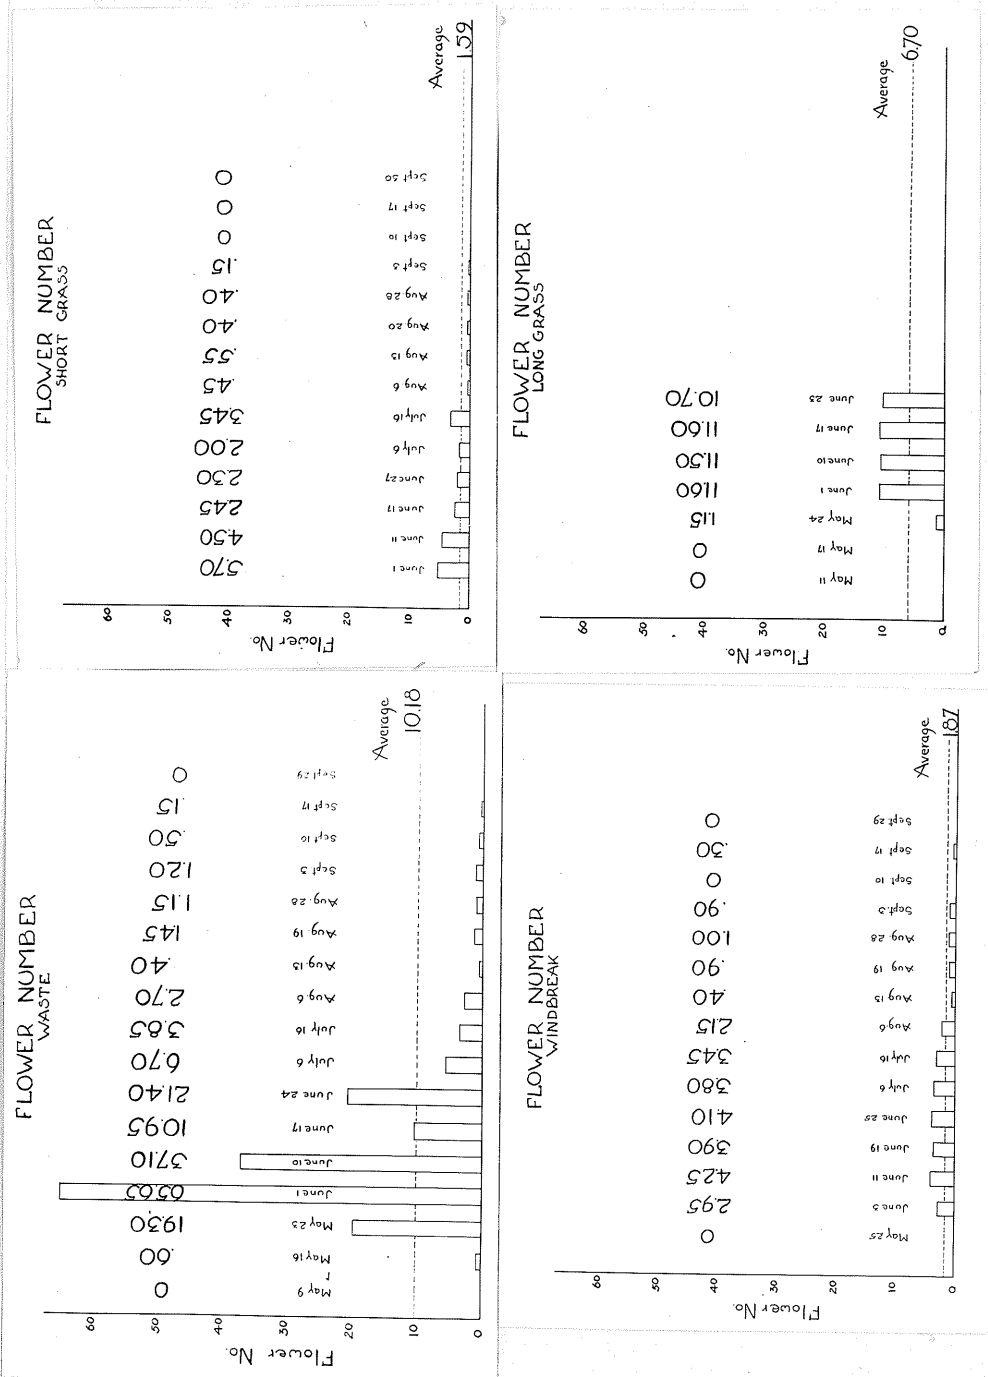 FLOWER NUMBER
SHORT GRASS
5.70 4.50 2.45 2.30 2.00 3.45 .45 .55 .40 .40 .15 0 0 0
June 1 June 11 June 17 June 27 July 6 July 16 Aug. 6 Aug 15 Aug 20 Aug. 28 Sept 3 Sept 10 Sept 17 Sept 30
Flower No.
60 50 40 30 20 10 0
Average
1.59
FLOWER NUMBER
LONG GRASS
0 0 1.15 11.60 11.50 11.60 10.70
May 11 May 17 May 24 June 1 June 10 June 17 June 23
Flower No.
60 50 40 30 20 10 0
Average
6.70
FLOWER NUMBER
WASTE
0 .60 19.30 65.65 37.10 10.95 21.40 6.70 3.85 2.70 .40 1.45 1.15 1.20 .50 .15 0
May 9 May 16 May 23 June 1 June 10 June 17 June 24 July 6 July 16 Aug. 6 Aug. 15 Aug. 19 Aug. 28 Sept 3 Sept 10 Sept 17 Sept 29
Flower No.
60 50 40 30 20 10 0
Average
10.18
FLOWER NUMBER
WINDBREAK
0 2.95 4.25 3.90 4.10 3.80 3.45 2.15 .40 .90 1.00 .90 0 .30 0
May 25 June 3 June 11 June 19 June 25 July 6 July 16 Aug. 6 Aug 15 Aug 19 Aug. 28 Sept. 3 Sept. 10 Sept 17 Sept 29
Flower No.
60 50 40 30 20 10 0
Average
1.87